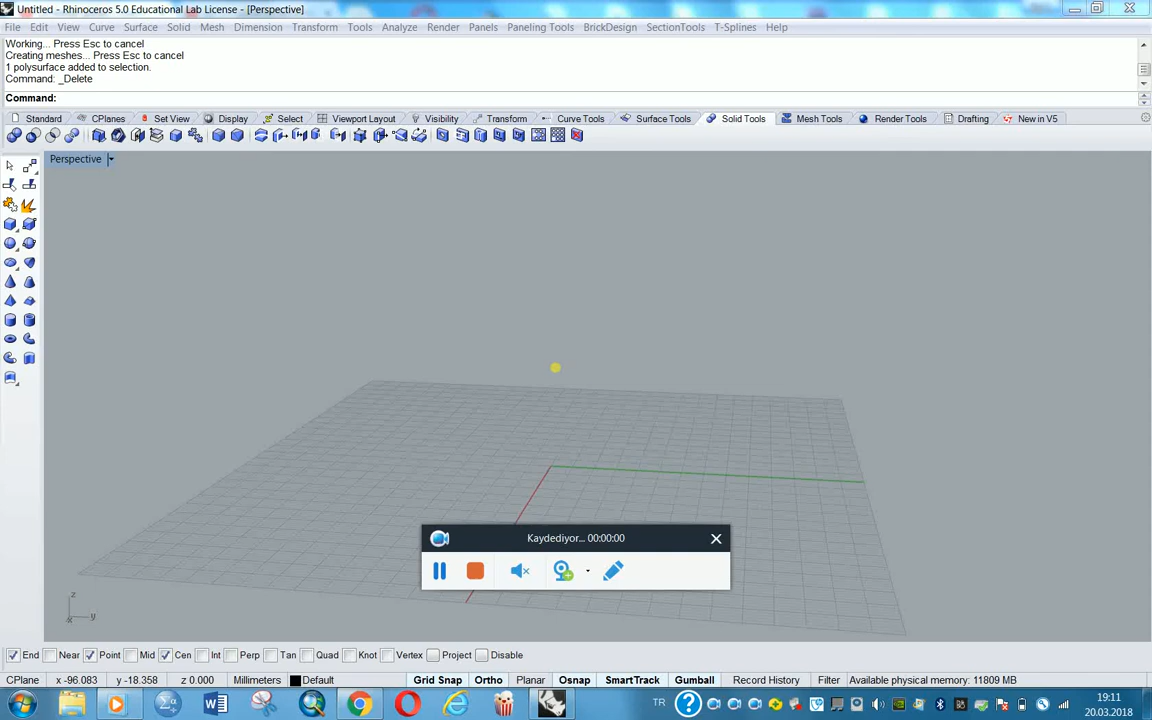 Untitled - Rhinoceros 5.0 Educational Lab License - [Perspective]
File Edit View Curve Surface Solid Mesh Dimension Transform Tools Analyze Render Panels Paneling Tools BrickDesign SectionTools T-Splines Help
Working... Press Esc to cancel
Creating meshes... Press Esc to cancel
1 polysurface added to selection.
Command: _Delete
Command:
Standard CPlanes Set View Display Select Viewport Layout Visibility Transform Curve Tools Surface Tools Solid Tools Mesh Tools Render Tools Drafting New in V5
Perspective
Kaydediyor... 00:00:00
z
x y
End Near Point Mid Cen Int Perp Tan Quad Knot Vertex Project Disable
CPlane x -96.083 y -18.358 z 0.000 Millimeters Default Grid Snap Ortho Planar Osnap SmartTrack Gumball Record History Filter Available physical memory: 11809 MB
TR 19:11
20.03.2018